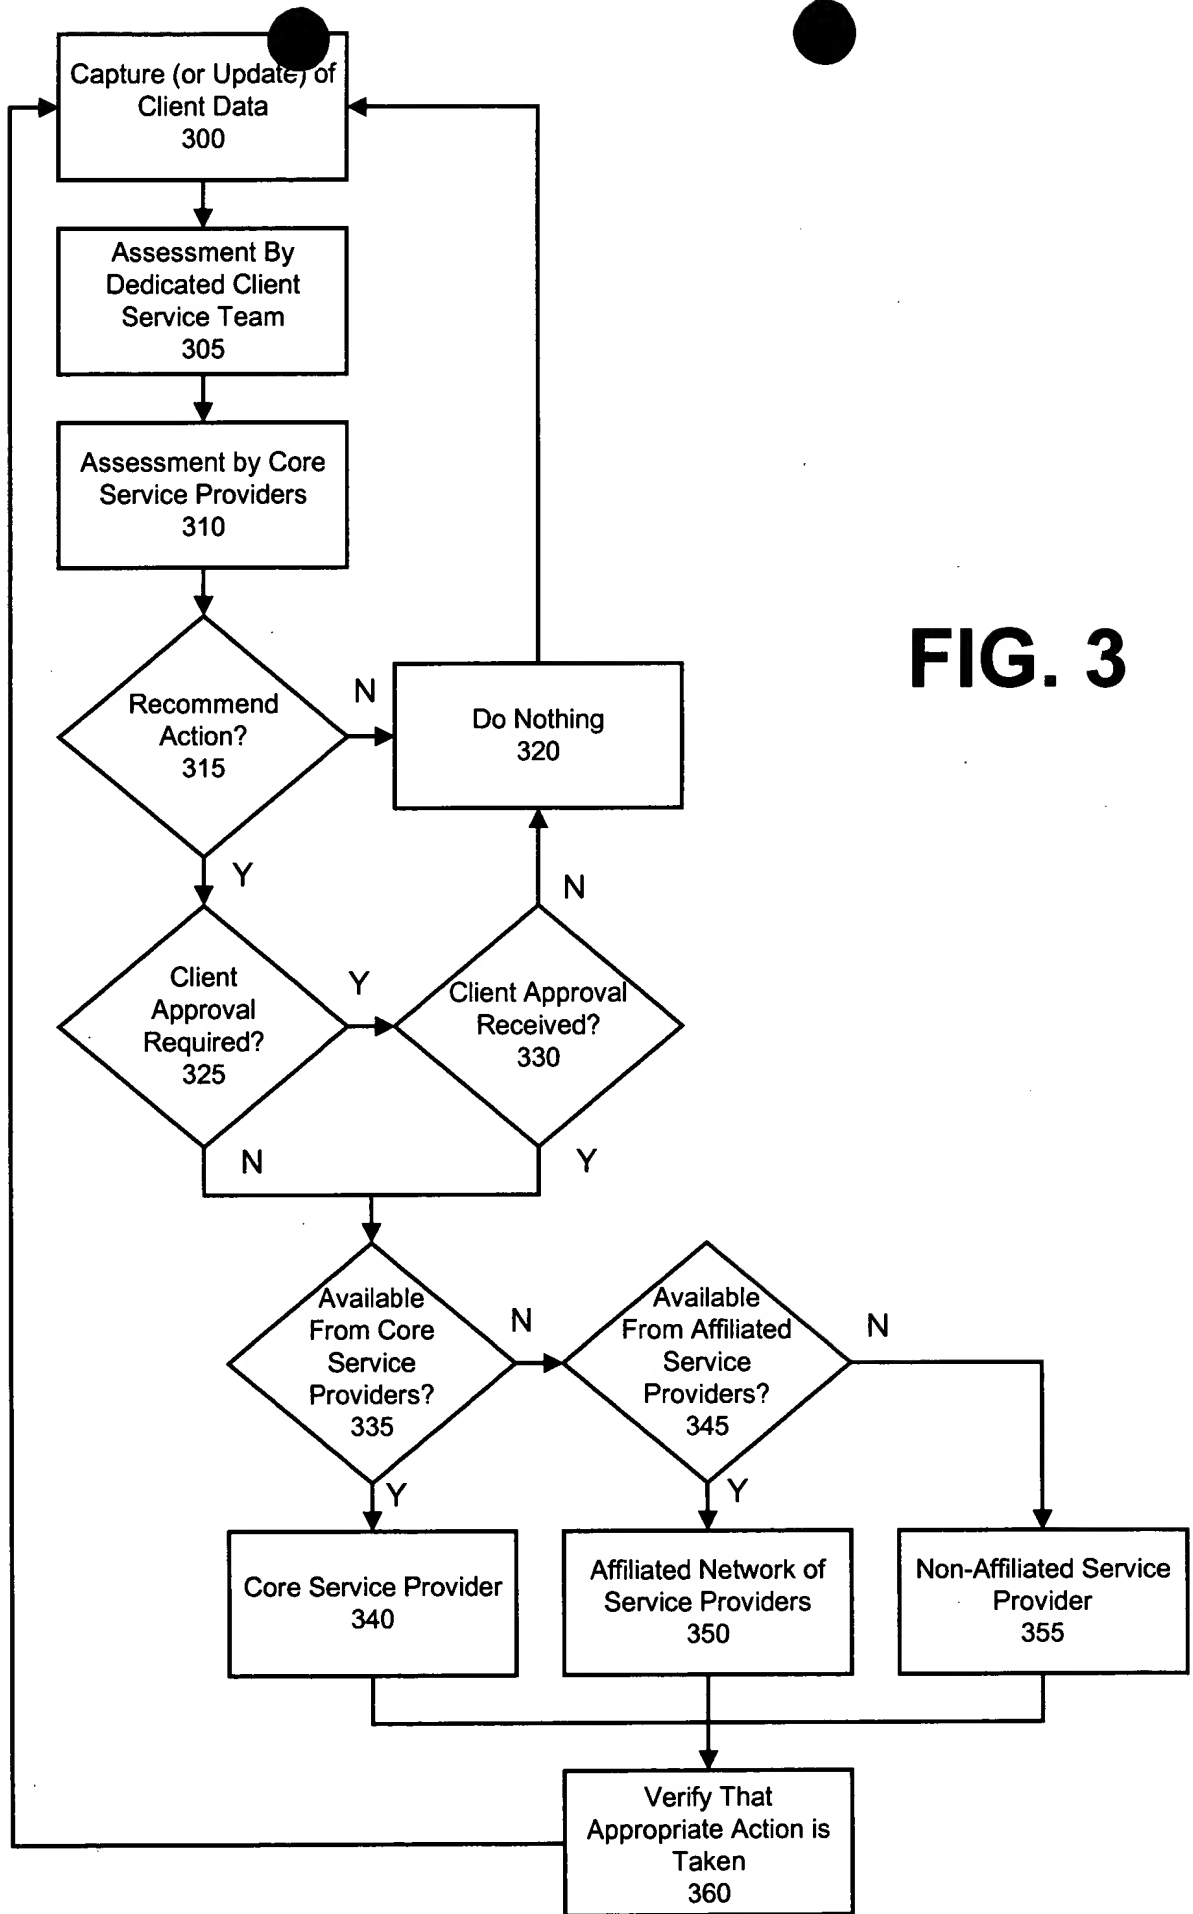 Capture (or Update) of
Client Data
300
Assessment By
Dedicated Client
Service Team
305
Assessment by Core
Service Providers
310
Recommend
Action?
315
N
Do Nothing
320
FIG. 3
Y
N
Client
Approval
Required?
325
Y
Client Approval
Received?
330
N
Y
Available
From Core
Service
Providers?
335
N
Available
From Affiliated
Service
Providers?
345
N
Y
Y
Core Service Provider
340
Affiliated Network of
Service Providers
350
Non-Affiliated Service
Provider
355
Verify That
Appropriate Action is
Taken
360